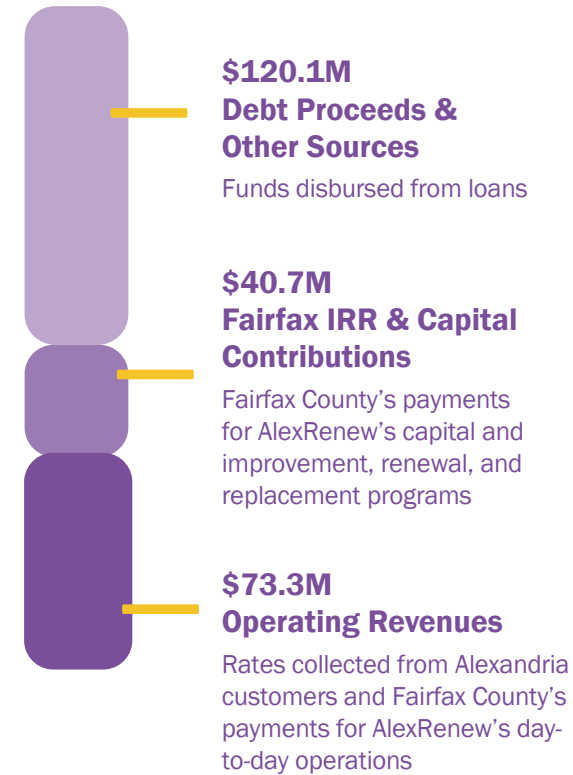 $120.1M
Debt Proceeds &
Other Sources
Funds disbursed from loans
$40.7M
Fairfax IRR & Capital
Contributions
Fairfax County’s payments
for AlexRenew’s capital and
improvement, renewal, and
replacement programs
$73.3M
Operating Revenues
Rates collected from Alexandria
customers and Fairfax County’s
payments for AlexRenew’s day-
to-day operations